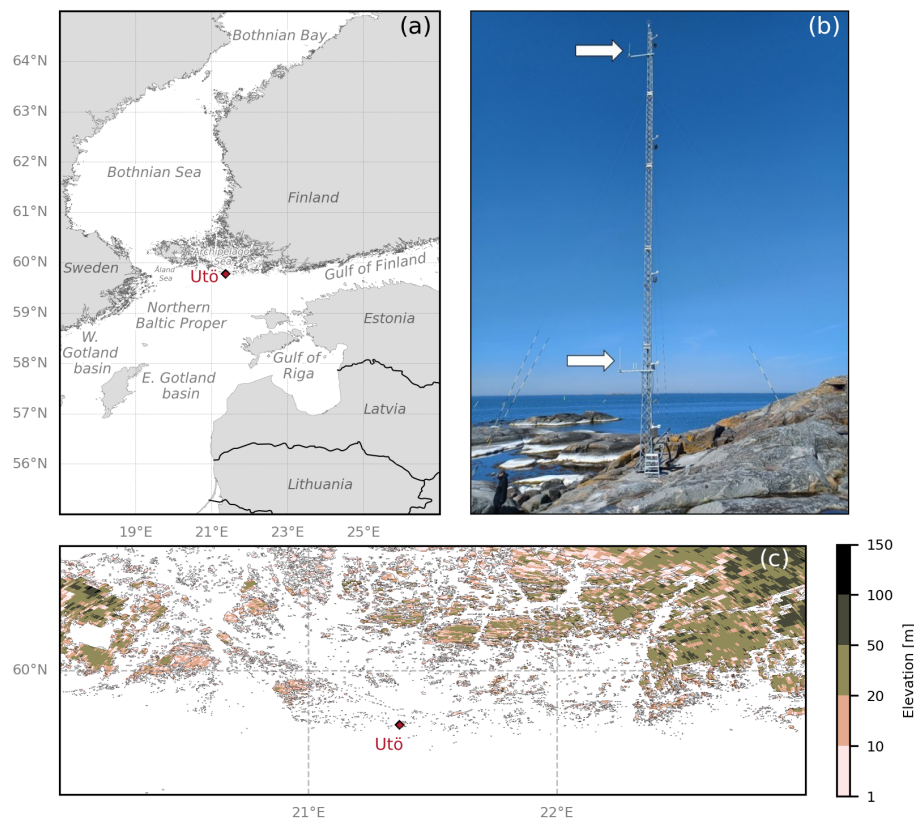 (a)
Bothnian Bay
64°N
63°N
62°N
61°N
60°N
59°N
58°N
57°N
56°N
Bothnian Sea
Finland
Archipelago
Sea
Sweden
Åland
Sea
Utö
Gulf of Finland
Northern
Baltic Proper
Estonia
W.
Gotland
basin
Gulf of
Riga
E. Gotland
basin
Latvia
Lithuania
19°E
21°E
23°E
25°E
(b)
(c)
60°N
Utö
21°E
22°E
150
100
50
20
10
1
Elevation [m]